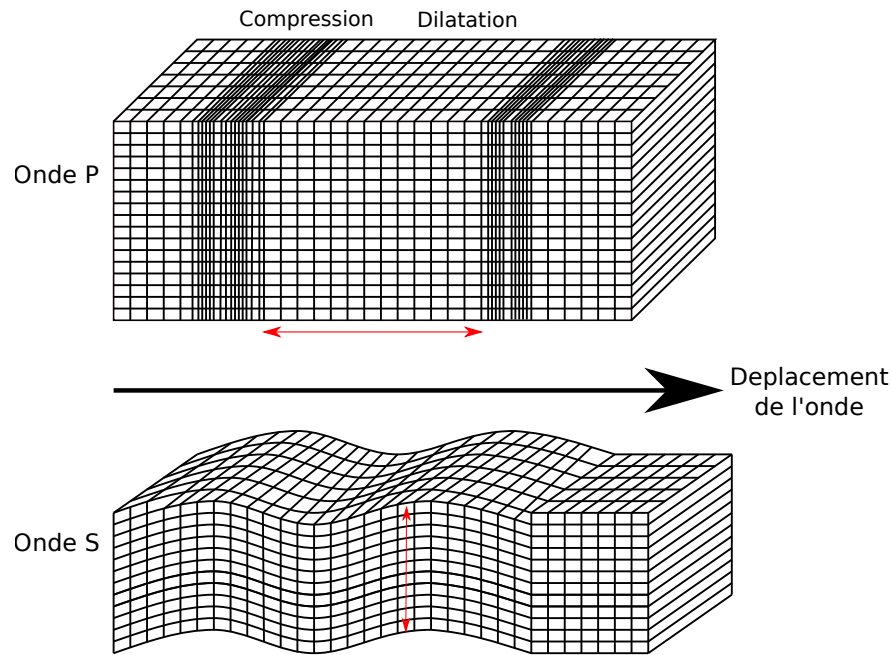 Compression
Dilatation
Onde P
Deplacement
de l'onde
Onde S